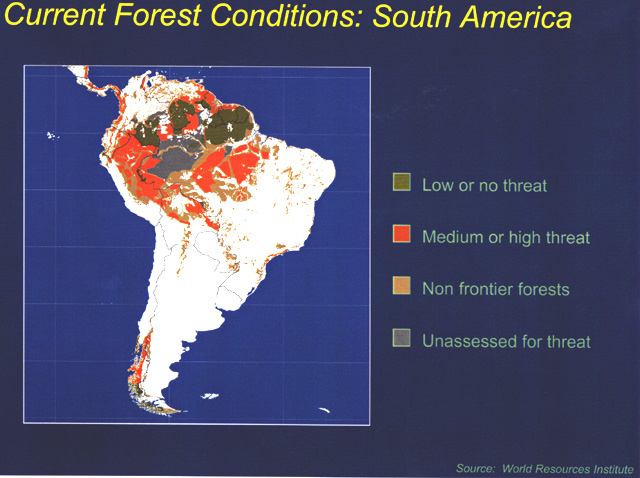 Current Forest Conditions: South America
Low or no threat
Medium or high threat
Non frontier forests
Unassessed for threat
Source: World Resources Institute